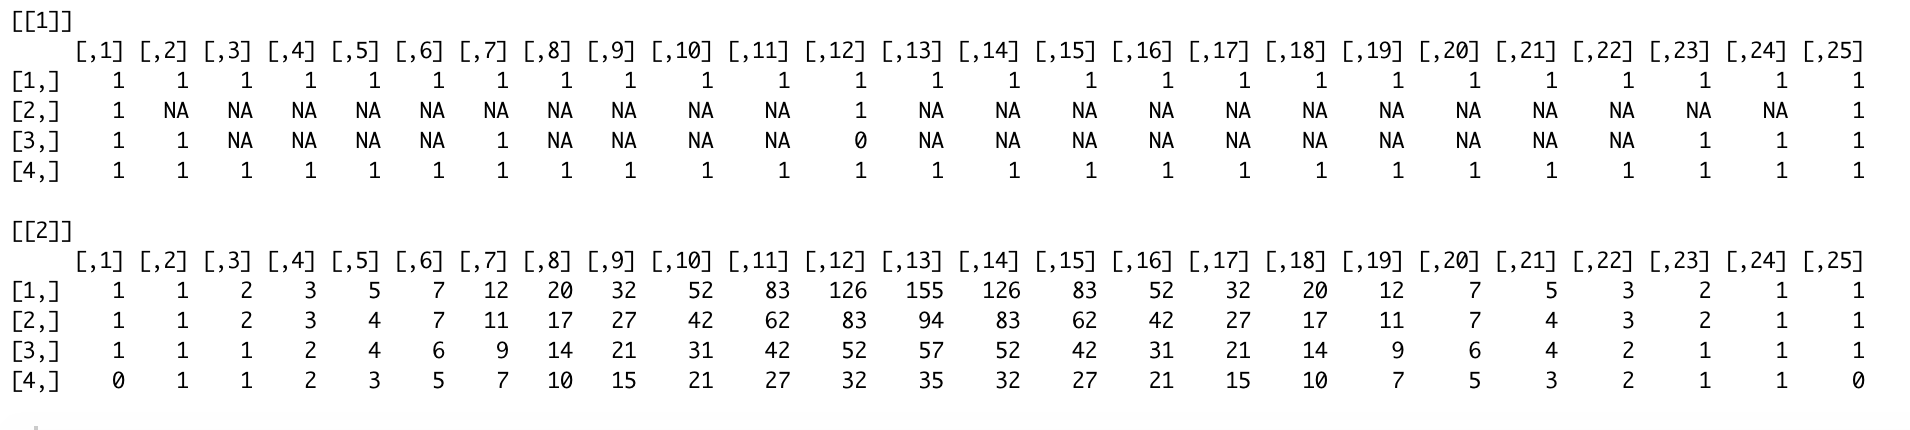 [[1]]
     [,1] [,2] [,3] [,4] [,5] [,6] [,7] [,8] [,9] [,10] [,11] [,12] [,13] [,14] [,15] [,16] [,17] [,18] [,19] [,20] [,21] [,22] [,23] [,24] [,25]
[1,]    1    1    1    1    1    1    1    1    1     1     1     1     1     1     1     1     1     1     1     1     1     1     1     1     1
[2,]    1   NA   NA   NA   NA   NA   NA   NA   NA    NA    NA     1    NA    NA    NA    NA    NA    NA    NA    NA    NA    NA    NA    NA     1
[3,]    1    1   NA   NA   NA   NA    1   NA   NA    NA    NA     0    NA    NA    NA    NA    NA    NA    NA    NA    NA    NA     1     1     1
[4,]    1    1    1    1    1    1    1    1    1     1     1     1     1     1     1     1     1     1     1     1     1     1     1     1     1
[[2]]
     [,1] [,2] [,3] [,4] [,5] [,6] [,7] [,8] [,9] [,10] [,11] [,12] [,13] [,14] [,15] [,16] [,17] [,18] [,19] [,20] [,21] [,22] [,23] [,24] [,25]
[1,]    1    1    2    3    5    7   12   20   32    52    83   126   155   126    83    52    32    20    12     7     5     3     2     1     1
[2,]    1    1    2    3    4    7   11   17   27    42    62    83    94    83    62    42    27    17    11     7     4     3     2     1     1
[3,]    1    1    1    2    4    6    9   14   21    31    42    52    57    52    42    31    21    14     9     6     4     2     1     1     1
[4,]    0    1    1    2    3    5    7   10   15    21    27    32    35    32    27    21    15    10     7     5     3     2     1     1     0